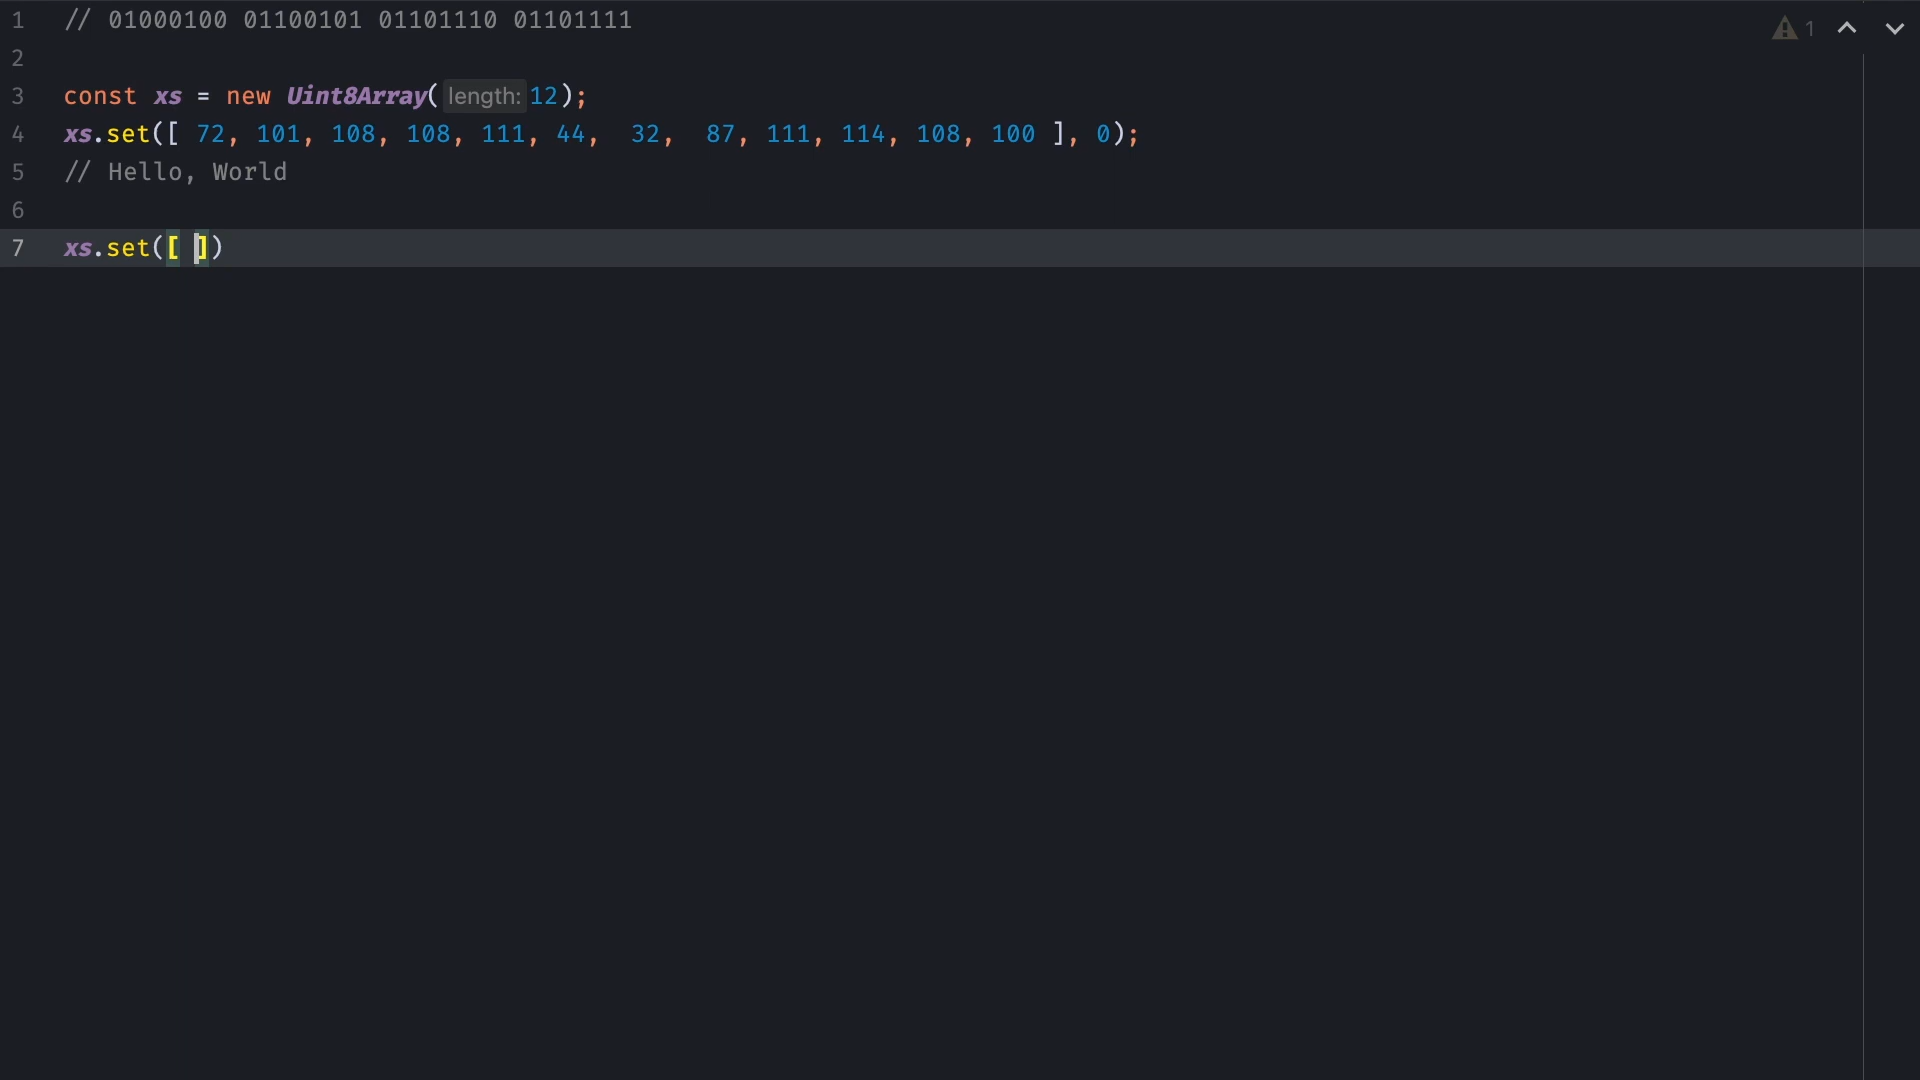 1 // 01000100 01100101 01101110 01101111
1
2
3 const xs = new Uint8Array( length: 12);
4 xs.set([ 72, 101, 108, 108, 111, 44,  32,  87, 111, 114, 108, 100 ], 0);
5 // Hello, World
6
7 xs.set([ ])